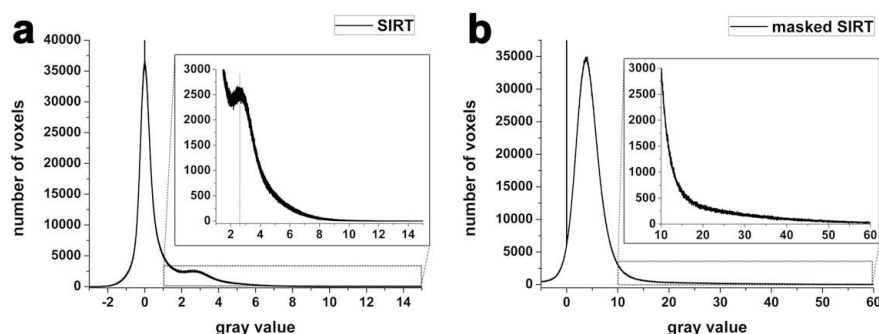 a
SIRT
number of voxels
40000
35000
30000
25000
20000
15000
10000
5000
0
-2 0 2 4 6 8 10 12 14
gray value
3000
2500
2000
1500
1000
500
0
2 4 6 8 10 12 14
b
masked SIRT
number of voxels
35000
30000
25000
20000
15000
10000
5000
0
0 10 20 30 40 50 60
gray value
3000
2500
2000
1500
1000
500
0
10 20 30 40 50 60